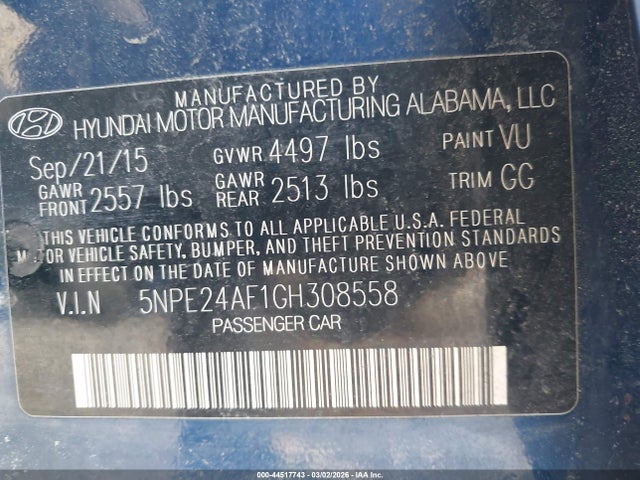 MANUFACTURED BY
HYUNDAI MOTOR MANUFACTURING ALABAMA, LLC
Sep/21/15 GVWR 4497 lbs PAINT VU
GAWR FRONT 2557 lbs GAWR REAR 2513 lbs TRIM GG
THIS VEHICLE CONFORMS TO ALL APPLICABLE U.S.A. FEDERAL
MOTOR VEHICLE SAFETY, BUMPER, AND THEFT PREVENTION STANDARDS
IN EFFECT ON THE DATE OF MANUFACTURE SHOWN ABOVE
V.I.N 5NPE24AF1GH308558
PASSENGER CAR
000-44517743 - 03/02/2026 - IAA Inc.